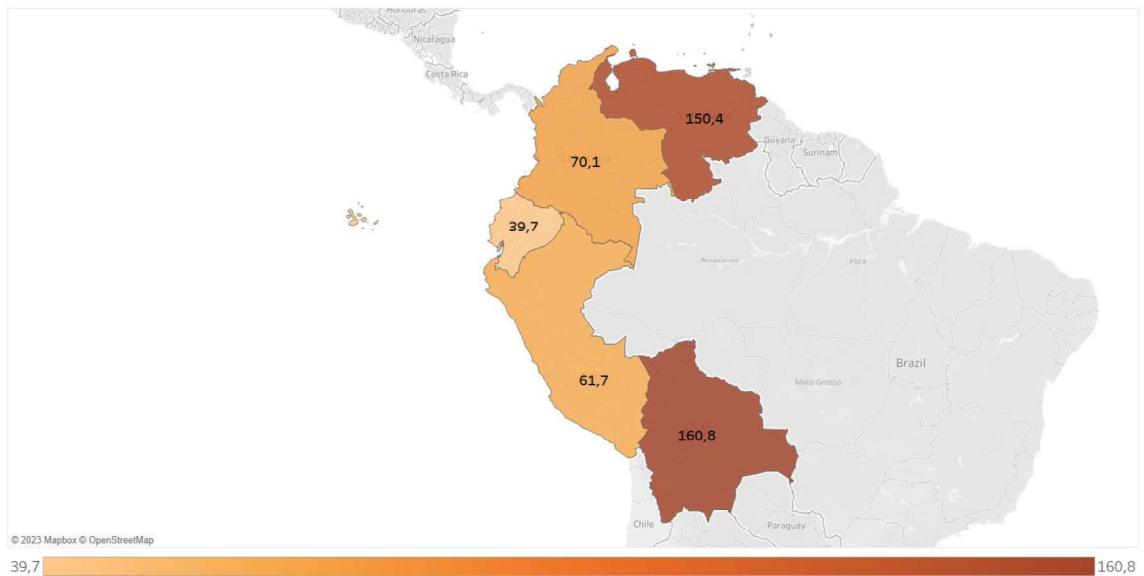 Honduras
Nicaragua
Costa Rica
150,4
Guyana
Surinam
70,1
39,7
Amazonas
Para
Brazil
61,7
Mato Grosso
160,8
Chile
Paraguay
© 2023 Mapbox © OpenStreetMap
39,7
160,8